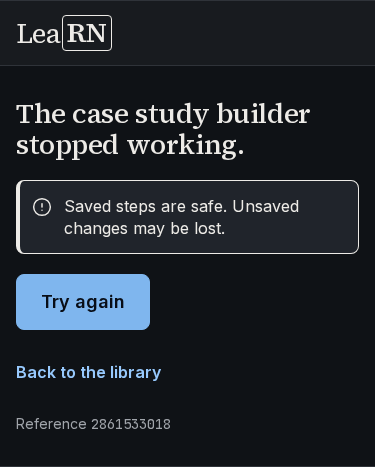 LeaRN
The case study builder
stopped working.
Saved steps are safe. Unsaved
changes may be lost.
Try again
Back to the library
Reference 2861533018